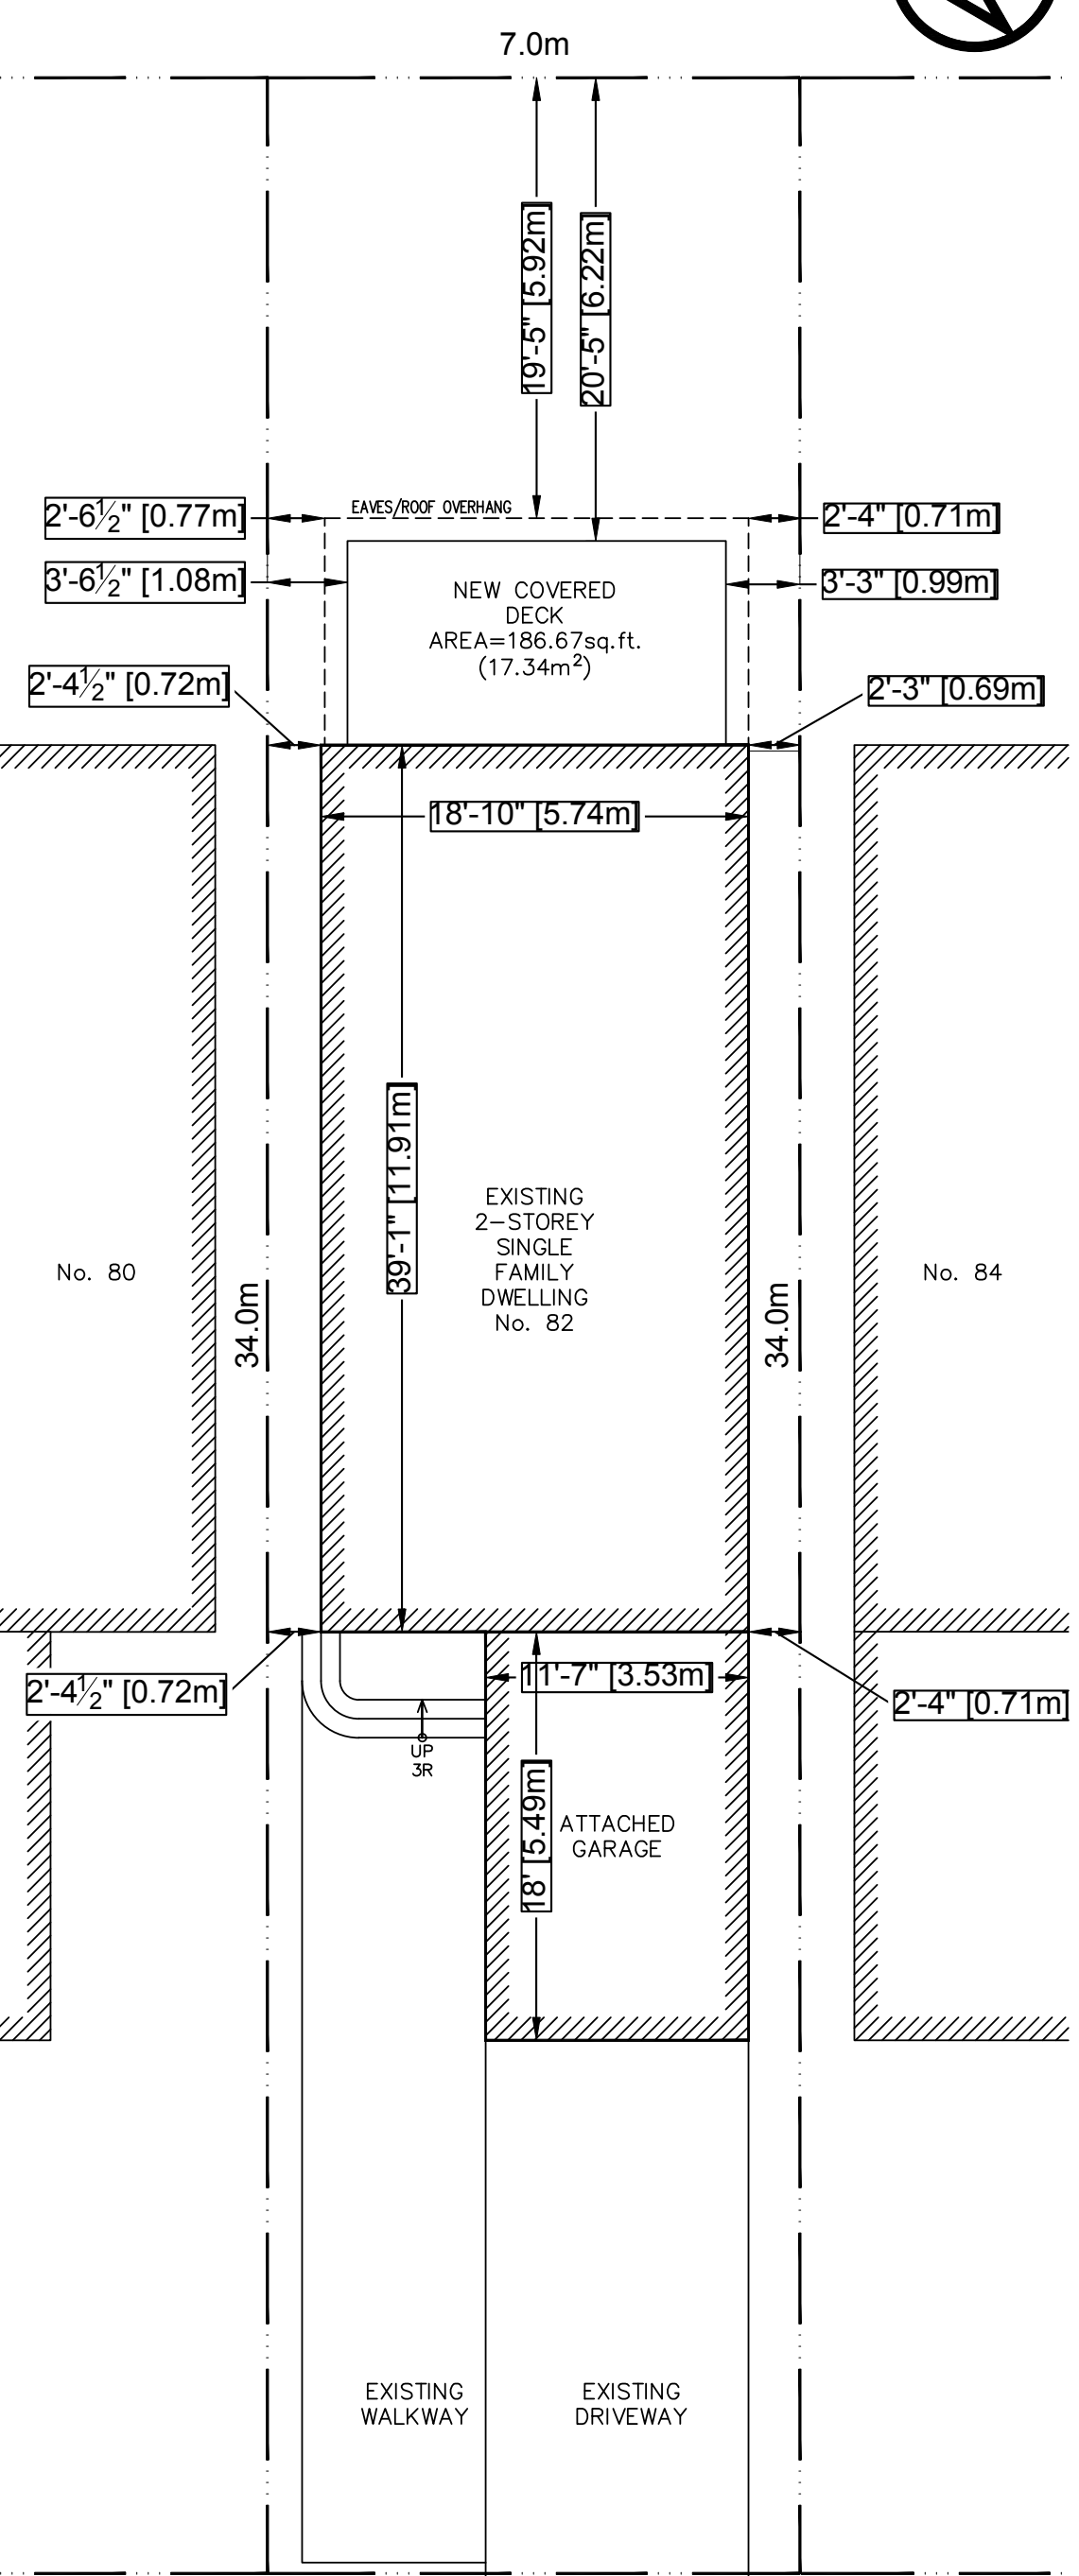 7.0m
19'-5" [5.92m]
20'-5" [6.22m]
2'-6½" [0.77m]
EAVES/ROOF OVERHANG
2'-4" [0.71m]
3'-6½" [1.08m]
3'-3" [0.99m]
NEW COVERED
DECK
AREA=186.67sq.ft.
(17.34m²)
2'-4½" [0.72m]
2'-3" [0.69m]
18'-10" [5.74m]
39'-1" [11.91m]
EXISTING
2-STOREY
SINGLE
FAMILY
DWELLING
No. 82
No. 80
No. 84
34.0m
34.0m
2'-4½" [0.72m]
11'-7" [3.53m]
2'-4" [0.71m]
UP
3R
18' [5.49m]
ATTACHED
GARAGE
EXISTING
WALKWAY
EXISTING
DRIVEWAY